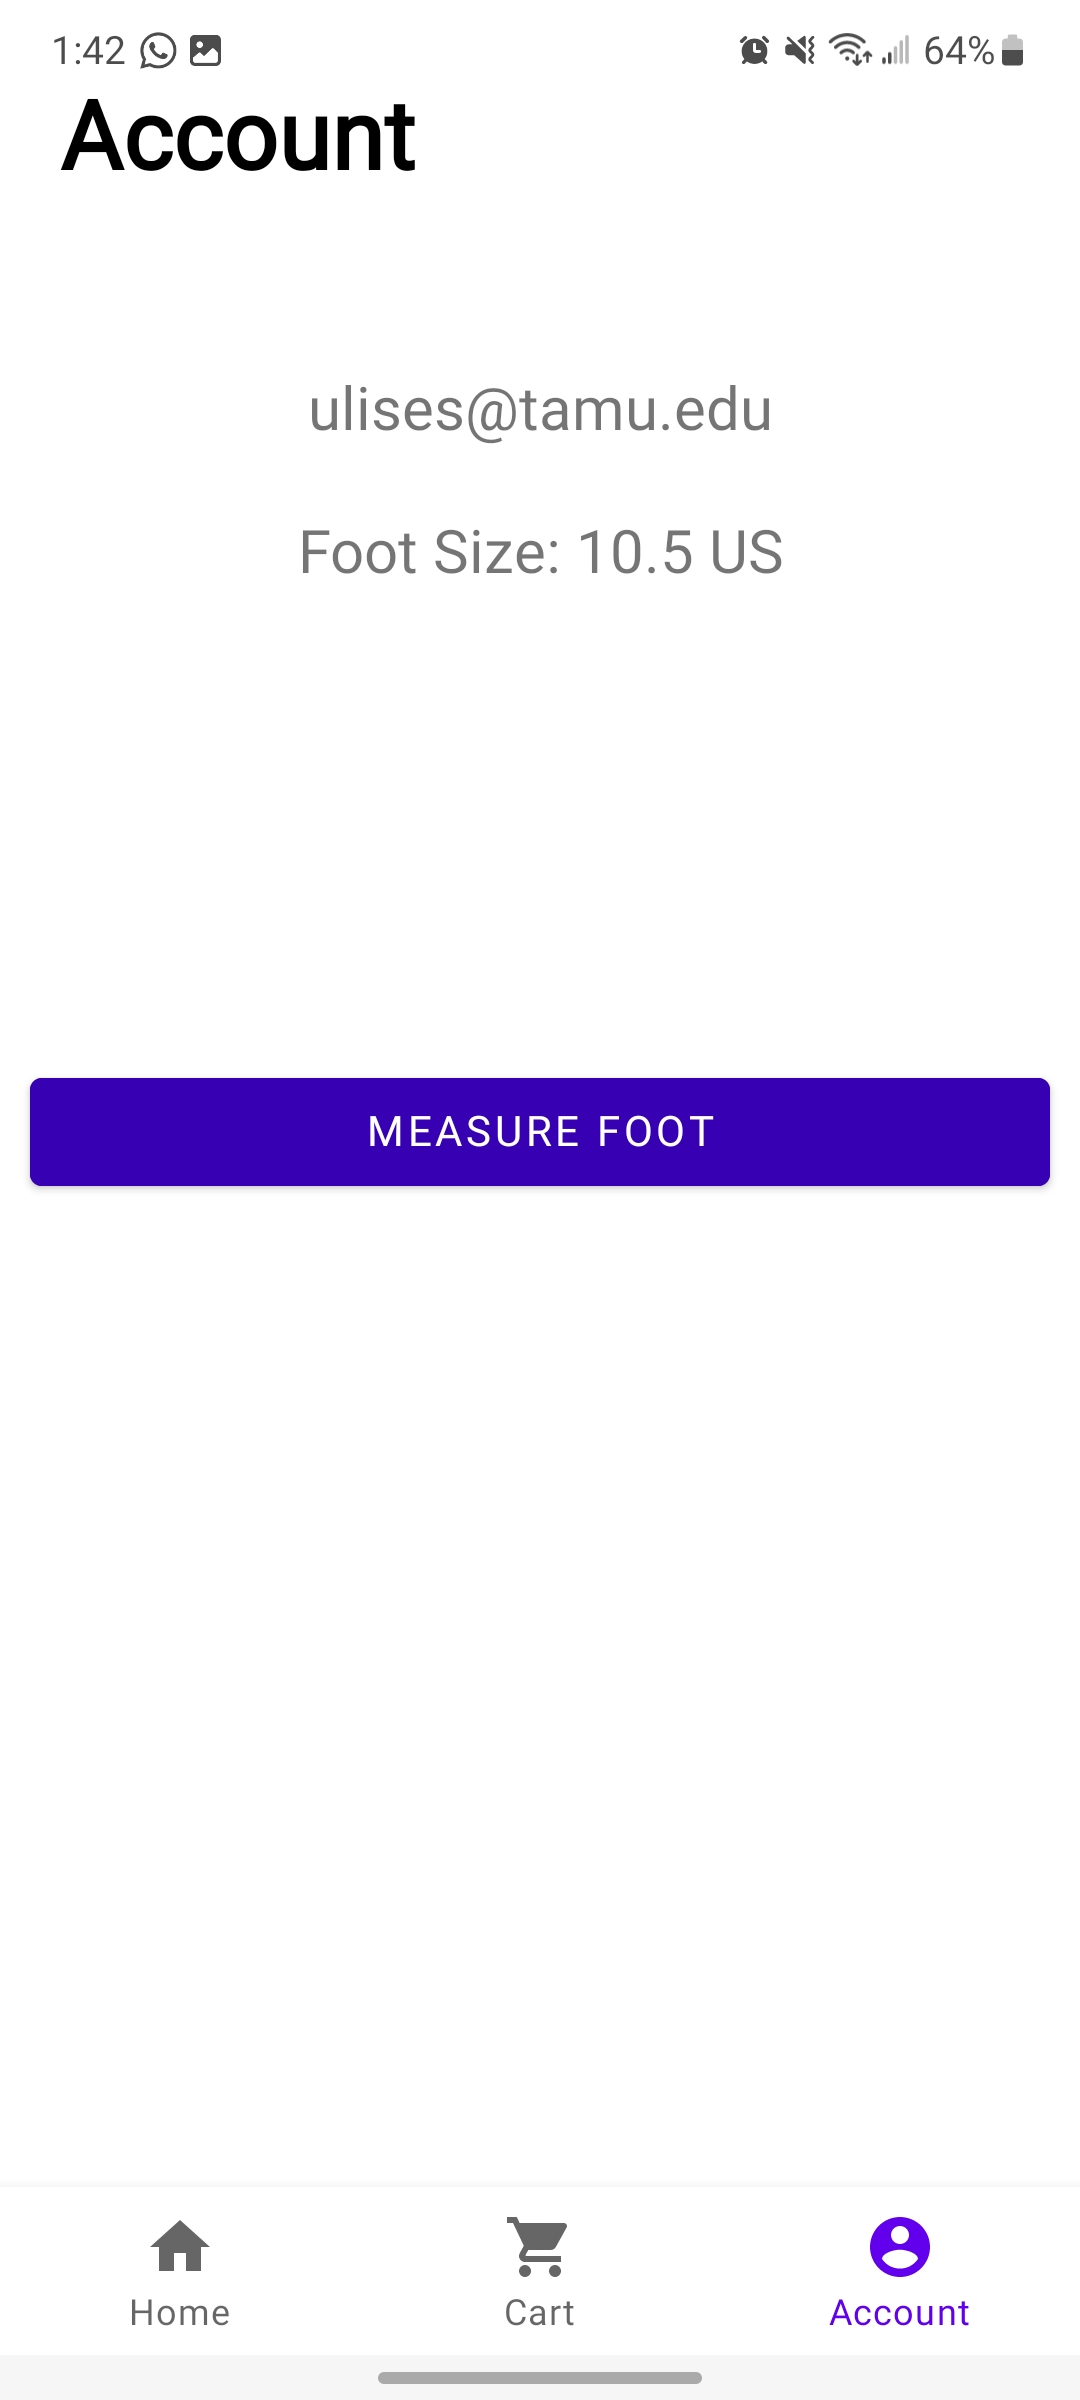 1:42 64%
Account
ulises@tamu.edu
Foot Size: 10.5 US
MEASURE FOOT
Home Cart Account